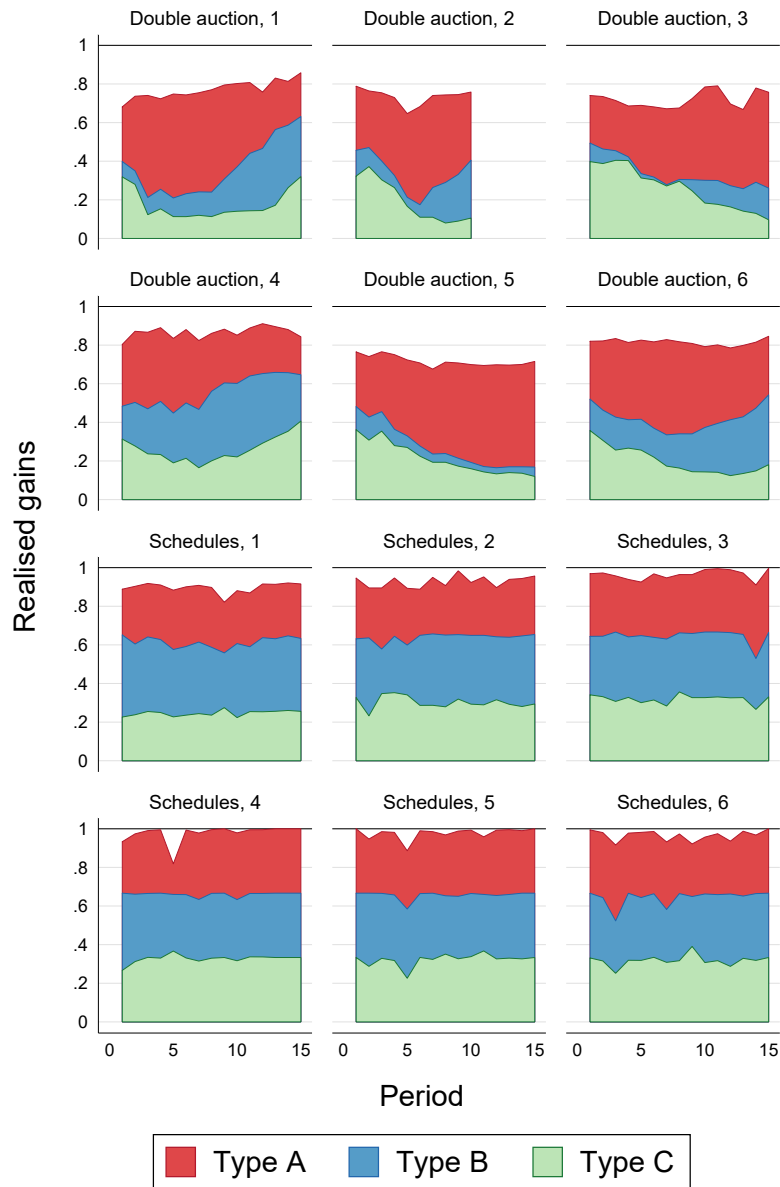 Double auction, 1
Double auction, 2
Double auction, 3
1
.8
.6
.4
.2
0
Double auction, 4
Double auction, 5
Double auction, 6
1
.8
.6
.4
.2
0
Realised gains
Schedules, 1
Schedules, 2
Schedules, 3
1
.8
.6
.4
.2
0
Schedules, 4
Schedules, 5
Schedules, 6
1
.8
.6
.4
.2
0
0 5 10 15 0 5 10 15 0 5 10 15
Period
Type A Type B Type C